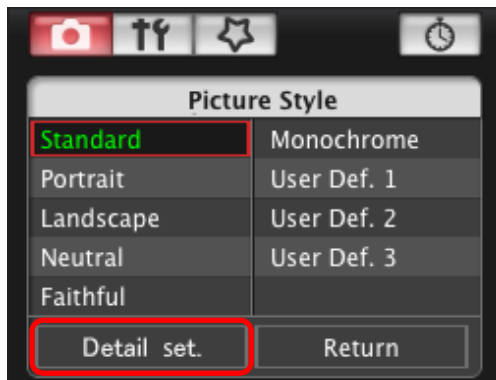 Picture Style
Standard Monochrome
Portrait User Def. 1
Landscape User Def. 2
Neutral User Def. 3
Faithful
Detail set. Return